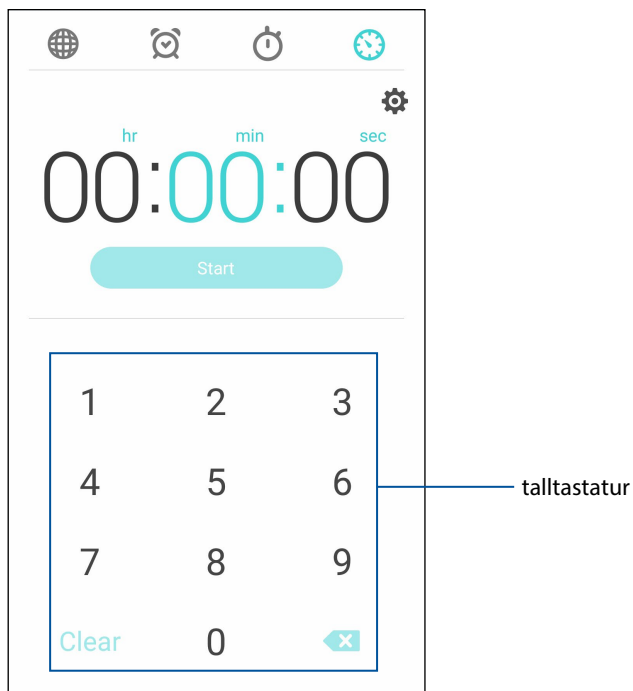 hr min sec
00:00:00
Start
1 2 3
4 5 6
talltastatur
7 8 9
Clear 0